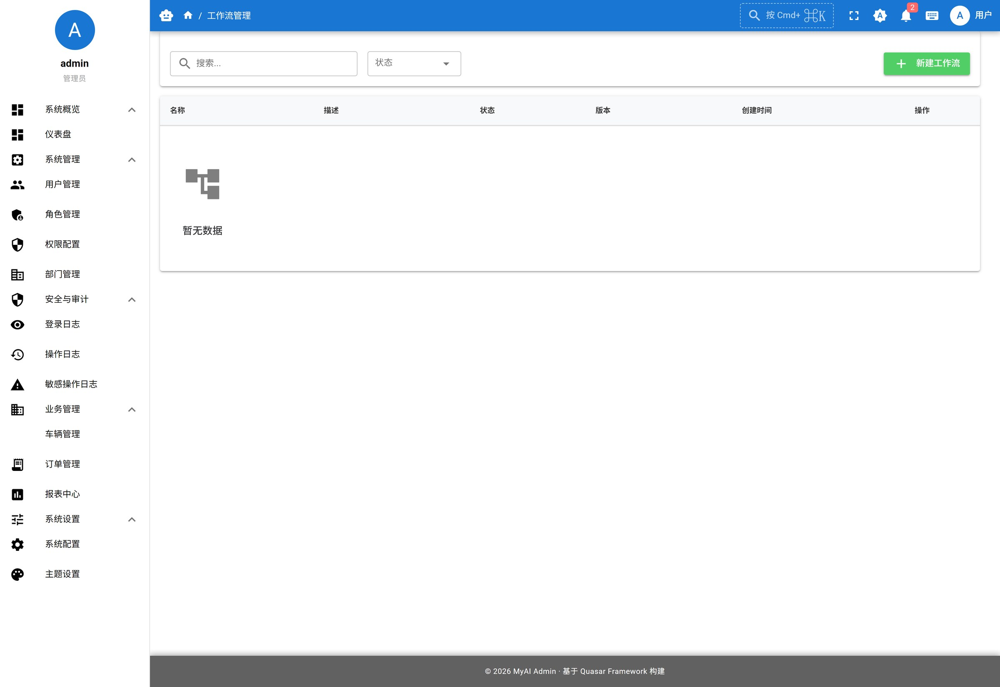 A
admin
管理员
系统概览
仪表盘
系统管理
用户管理
角色管理
权限配置
部门管理
安全与审计
登录日志
操作日志
敏感操作日志
业务管理
车辆管理
订单管理
报表中心
系统设置
系统配置
主题设置
/ 工作流管理
按 Cmd+ ⌘K
A
2
A 用户
搜索...
状态
新建工作流
名称 描述 状态 版本 创建时间 操作
暂无数据
© 2026 MyAI Admin · 基于 Quasar Framework 构建